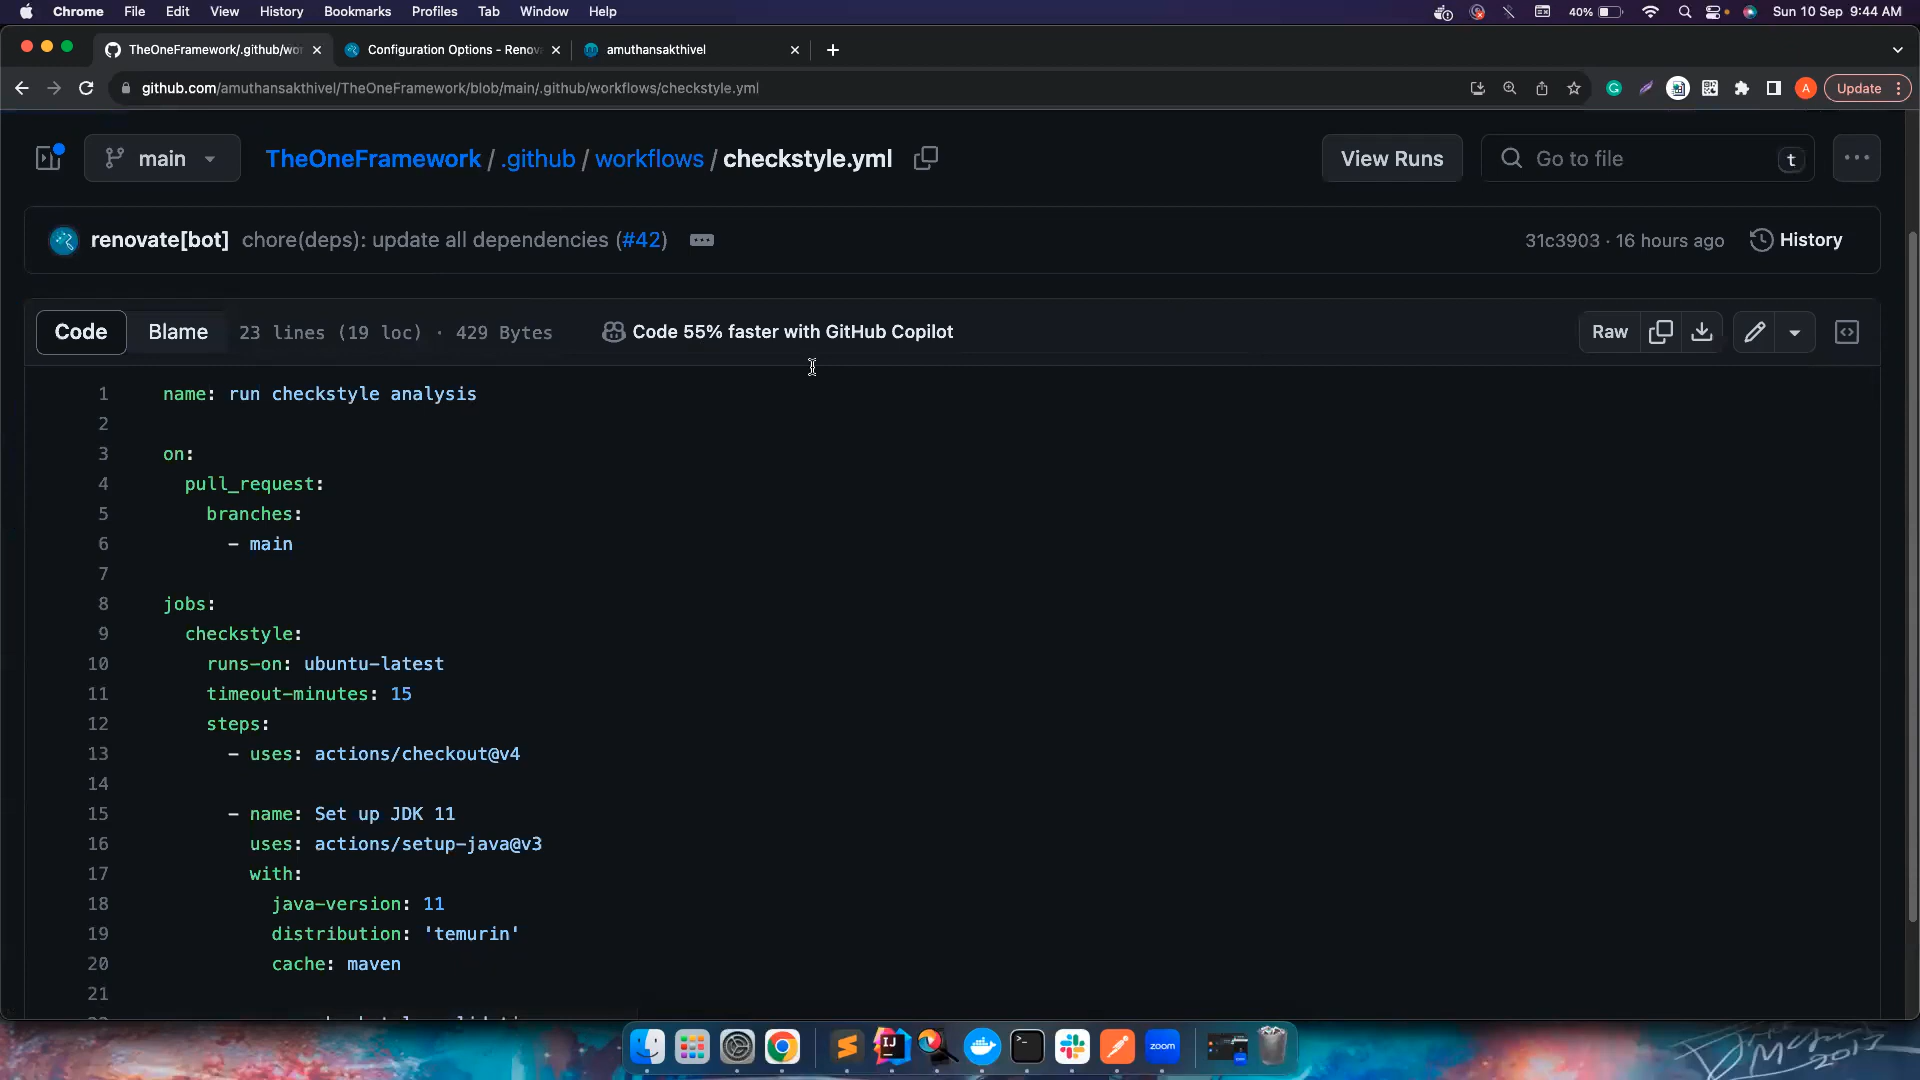 Chrome File Edit View History Bookmarks Profiles Tab Window Help 40% Sun 10 Sep 9:44 AM
TheOneFramework/.github/wor Configuration Options - Renov amuthansakthivel
github.com/amuthansakthivel/TheOneFramework/blob/main/.github/workflows/checkstyle.yml A Update
main TheOneFramework / .github / workflows / checkstyle.yml View Runs Go to file t
renovate[bot] chore(deps): update all dependencies (#42) 31c3903 · 16 hours ago History
Code Blame 23 lines (19 loc) · 429 Bytes Code 55% faster with GitHub Copilot Raw
1 name: run checkstyle analysis
2
3 on:
4 pull_request:
5 branches:
6 - main
7
8 jobs:
9 checkstyle:
10 runs-on: ubuntu-latest
11 timeout-minutes: 15
12 steps:
13 - uses: actions/checkout@v4
14
15 - name: Set up JDK 11
16 uses: actions/setup-java@v3
17 with:
18 java-version: 11
19 distribution: 'temurin'
20 cache: maven
21
IJ zoom
2017